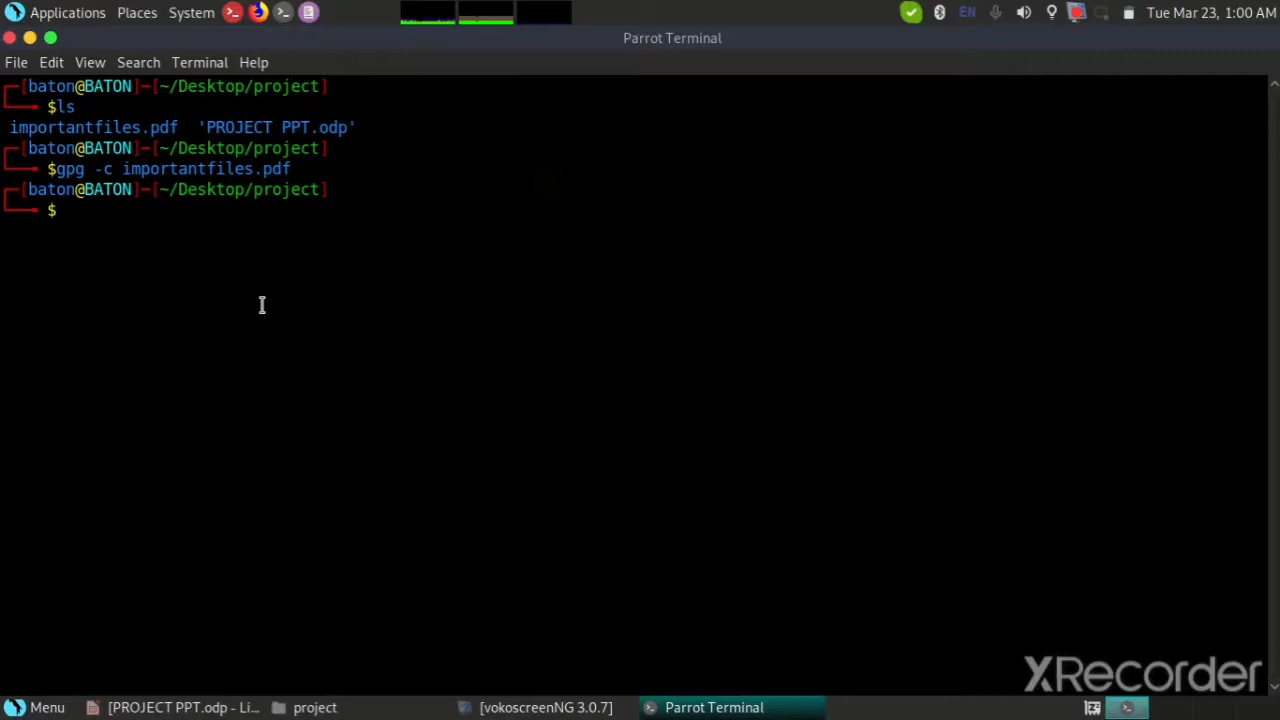 Applications Places System EN Tue Mar 23, 1:00 AM
Parrot Terminal
File Edit View Search Terminal Help
[baton@BATON]-[~/Desktop/project]
$ls
importantfiles.pdf 'PROJECT PPT.odp'
[baton@BATON]-[~/Desktop/project]
$gpg -c importantfiles.pdf
[baton@BATON]-[~/Desktop/project]
$
XRecorder
Menu [PROJECT PPT.odp - Li... project [vokoscreenNG 3.0.7] Parrot Terminal